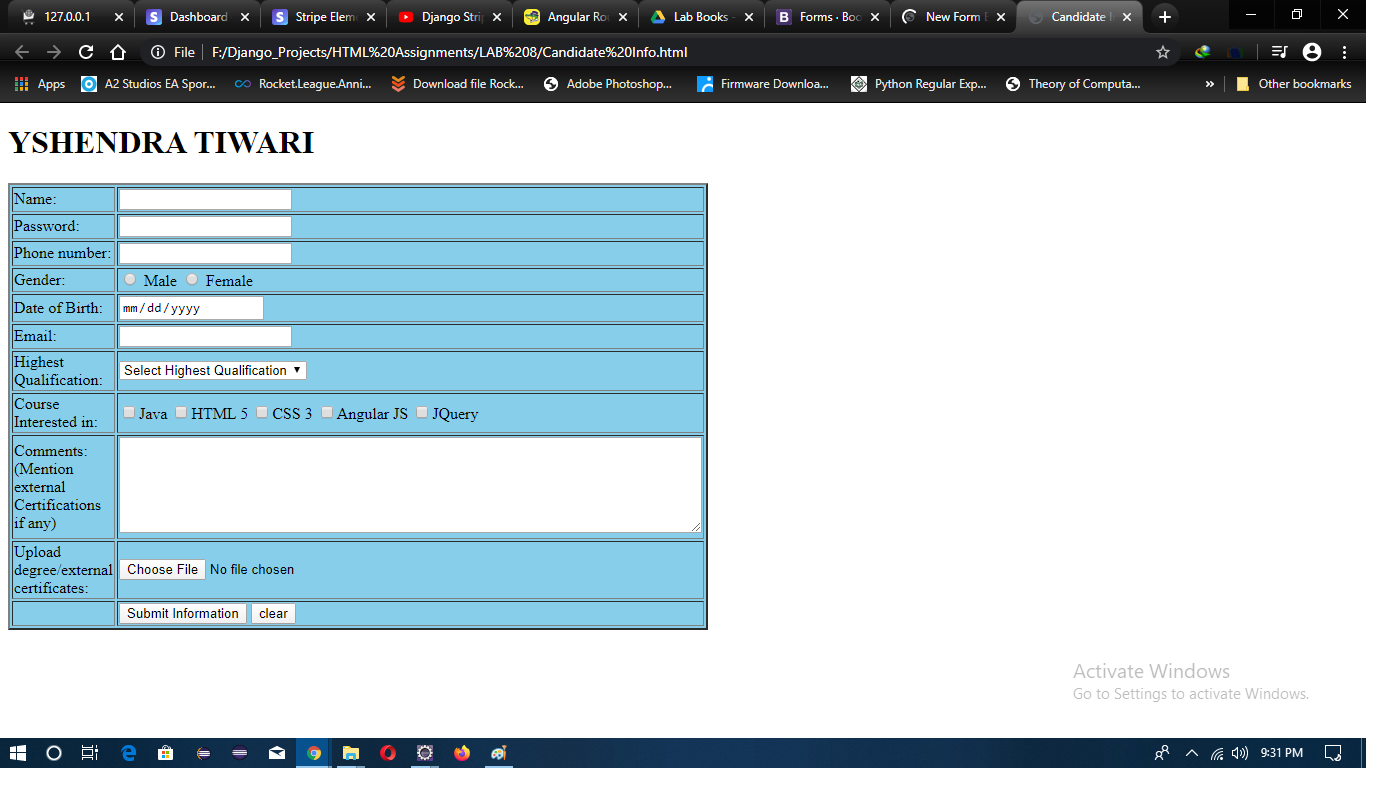 127.0.0.1 Dashboard Stripe Elem Django Stri Angular Ro Lab Books - Forms · Boo New Form Candidate I
File F:/Django_Projects/HTML%20Assignments/LAB%208/Candidate%20Info.html
Apps A2 Studios EA Spor... Rocket.League.Anni... Download file Rock... Adobe Photoshop... Firmware Downloa... Python Regular Exp... Theory of Computa... » Other bookmarks
YSHENDRA TIWARI
Name:
Password:
Phone number:
Gender: Male Female
Date of Birth: mm/dd/yyyy
Email:
Highest
Qualification: Select Highest Qualification
Course
Interested in: Java HTML 5 CSS 3 Angular JS JQuery
Comments:
(Mention
external
Certifications
if any)
Upload
degree/external
certificates: Choose File No file chosen
Submit Information clear
Activate Windows
Go to Settings to activate Windows.
9:31 PM